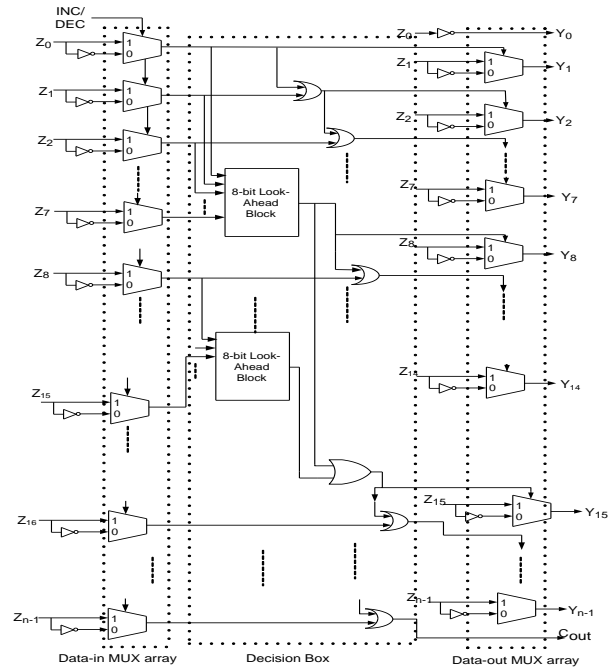 INC/
DEC
Z0
1
0
Z0
Y0
Z1
1
0
Y1
Z1
1
0
Z2
1
0
Y2
Z2
1
0
8-bit Look-
Ahead
Block
Z7
1
0
Y7
Z7
1
0
Z8
1
0
Y8
Z8
1
0
8-bit Look-
Ahead
Block
Z14
1
0
Y14
Z15
1
0
Z15
1
0
Y15
Z16
1
0
Zn-1
1
0
Yn-1
Zn-1
1
0
Cout
Data-in MUX array
Decision Box
Data-out MUX array